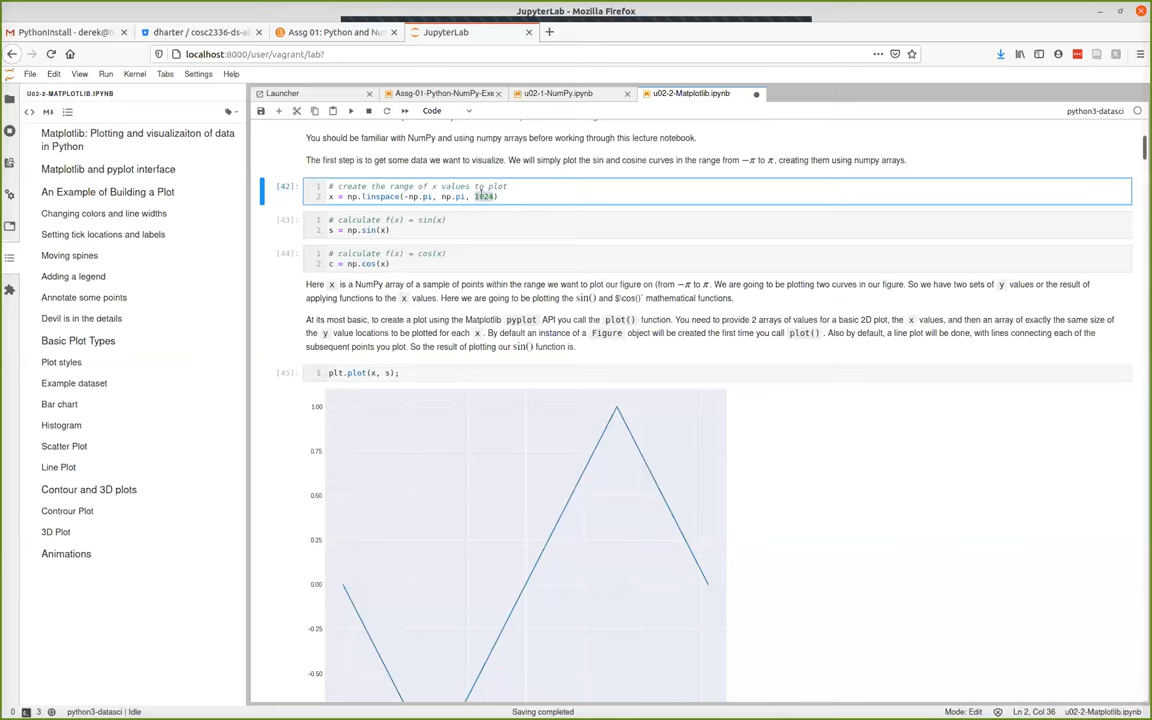 JupyterLab - Mozilla Firefox
PythonInstall - derek@h
dharter / cosc2336-ds-al
Assg 01: Python and Nu
JupyterLab
localhost:8000/user/vagrant/lab?
File Edit View Run Kernel Tabs Settings Help
U02-2-MATPLOTLIB.IPYNB
Launcher
Assg-01-Python-NumPy-Exe
u02-1-NumPy.ipynb
u02-2-Matplotlib.ipynb
Code
python3-datasci
Matplotlib: Plotting and visualizaiton of data
in Python
Matplotlib and pyplot interface
An Example of Building a Plot
Changing colors and line widths
Setting tick locations and labels
Moving spines
Adding a legend
Annotate some points
Devil is in the details
Basic Plot Types
Plot styles
Example dataset
Bar chart
Histogram
Scatter Plot
Line Plot
Contour and 3D plots
Contour Plot
3D Plot
Animations
You should be familiar with NumPy and using numpy arrays before working through this lecture notebook.
The first step is to get some data we want to visualize. We will simply plot the sin and cosine curves in the range from −π to π, creating them using numpy arrays.
[42]:
1 # create the range of x values to plot
2 x = np.linspace(-np.pi, np.pi, 1024)
[43]:
1 # calculate f(x) = sin(x)
2 s = np.sin(x)
[44]:
1 # calculate f(x) = cos(x)
2 c = np.cos(x)
Here x is a NumPy array of a sample of points within the range we want to plot our figure on (from −π to π. We are going to be plotting two curves in our figure. So we have two sets of y values or the result of
applying functions to the x values. Here we are going to be plotting the sin() and $\cos()` mathematical functions.
At its most basic, to create a plot using the Matplotlib pyplot API you call the plot() function. You need to provide 2 arrays of values for a basic 2D plot, the x values, and then an array of exactly the same size of
the y value locations to be plotted for each x. By default an instance of a Figure object will be created the first time you call plot(). Also by default, a line plot will be done, with lines connecting each of the
subsequent points you plot. So the result of plotting our sin() function is.
[45]:
1 plt.plot(x, s);
1.00
0.75
0.50
0.25
0.00
-0.25
-0.50
0 3 python3-datasci | Idle
Saving completed
Mode: Edit
Ln 2, Col 36
u02-2-Matplotlib.ipynb